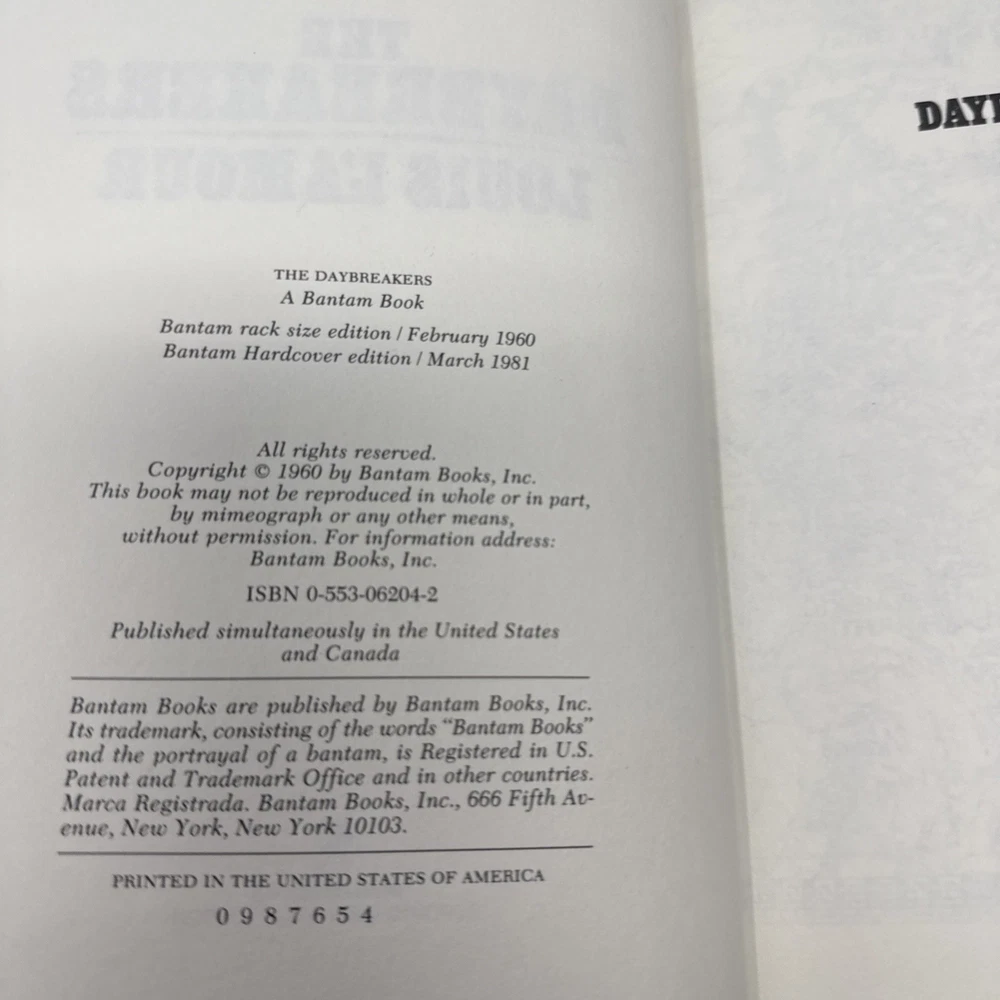 THE DAYBREAKERS
A Bantam Book
Bantam rack size edition / February 1960
Bantam Hardcover edition / March 1981
All rights reserved.
Copyright © 1960 by Bantam Books, Inc.
This book may not be reproduced in whole or in part,
by mimeograph or any other means,
without permission. For information address:
Bantam Books, Inc.
ISBN 0-553-06204-2
Published simultaneously in the United States
and Canada
Bantam Books are published by Bantam Books, Inc.
Its trademark, consisting of the words “Bantam Books”
and the portrayal of a bantam, is Registered in U.S.
Patent and Trademark Office and in other countries.
Marca Registrada. Bantam Books, Inc., 666 Fifth Av-
enue, New York, New York 10103.
PRINTED IN THE UNITED STATES OF AMERICA
0 9 8 7 6 5 4